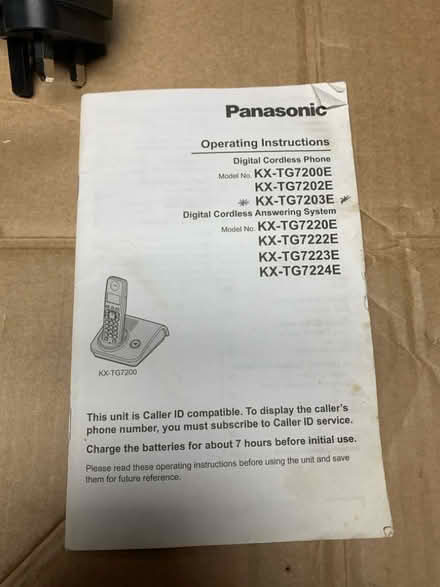 Panasonic
Operating Instructions
Digital Cordless Phone
Model No. KX-TG7200E
KX-TG7202E
* KX-TG7203E *
Digital Cordless Answering System
Model No. KX-TG7220E
KX-TG7222E
KX-TG7223E
KX-TG7224E
KX-TG7200
This unit is Caller ID compatible. To display the caller's
phone number, you must subscribe to Caller ID service.
Charge the batteries for about 7 hours before initial use.
Please read these operating instructions before using the unit and save
them for future reference.